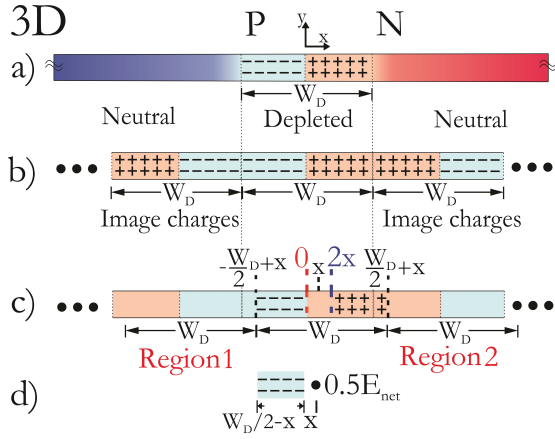 3D
P
N
y
x
a)
W_D
Neutral
Depleted
Neutral
b)
W_D
W_D
W_D
Image charges
Image charges
-W_D/2+x
0
x
2x
W_D/2+x
c)
W_D
W_D
W_D
Region1
Region2
d)
0.5E_net
W_D/2-x
x